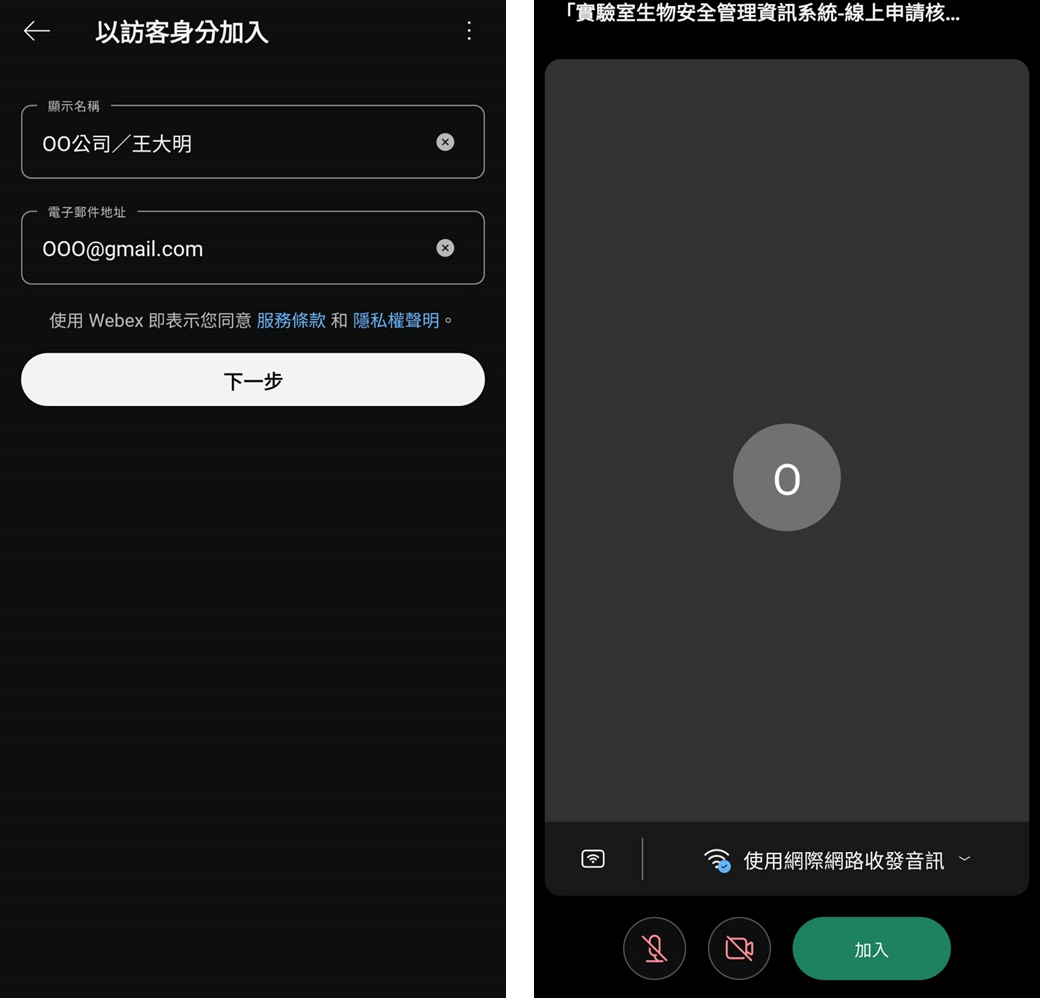 以訪客身分加入
顯示名稱
OO公司／王大明
電子郵件地址
OOO@gmail.com
使用 Webex 即表示您同意 服務條款 和 隱私權聲明。
下一步
「實驗室生物安全管理資訊系統-線上申請核...
O
使用網際網路收發音訊
加入